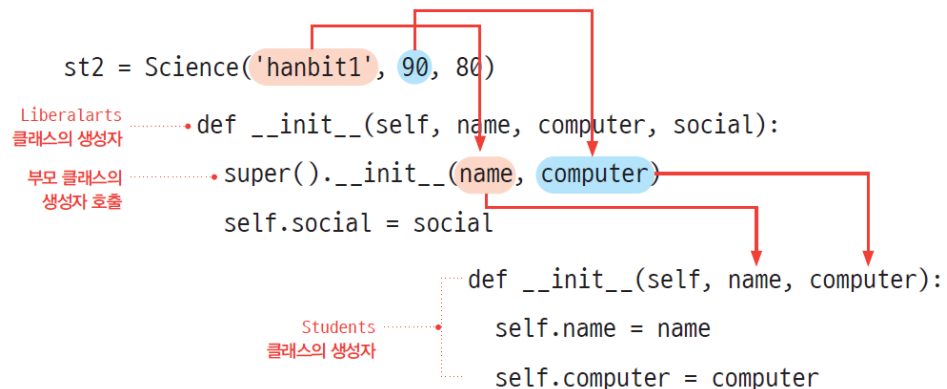 st2 = Science('hanbit1', 90, 80)
Liberalarts
클래스의 생성자
def __init__(self, name, computer, social):
부모 클래스의
생성자 호출
super().__init__(name, computer)
self.social = social
def __init__(self, name, computer):
Students
클래스의 생성자
self.name = name
self.computer = computer